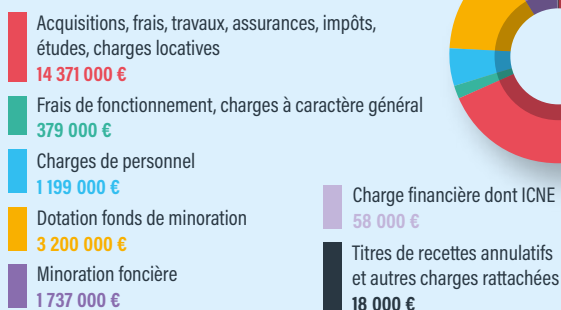 Acquisitions, frais, travaux, assurances, impôts,
études, charges locatives
14 371 000 €
Frais de fonctionnement, charges à caractère général
379 000 €
Charges de personnel
1 199 000 €
Dotation fonds de minoration
3 200 000 €
Minoration foncière
1 737 000 €
Charge financière dont ICNE
58 000 €
Titres de recettes annulatifs
et autres charges rattachées
18 000 €